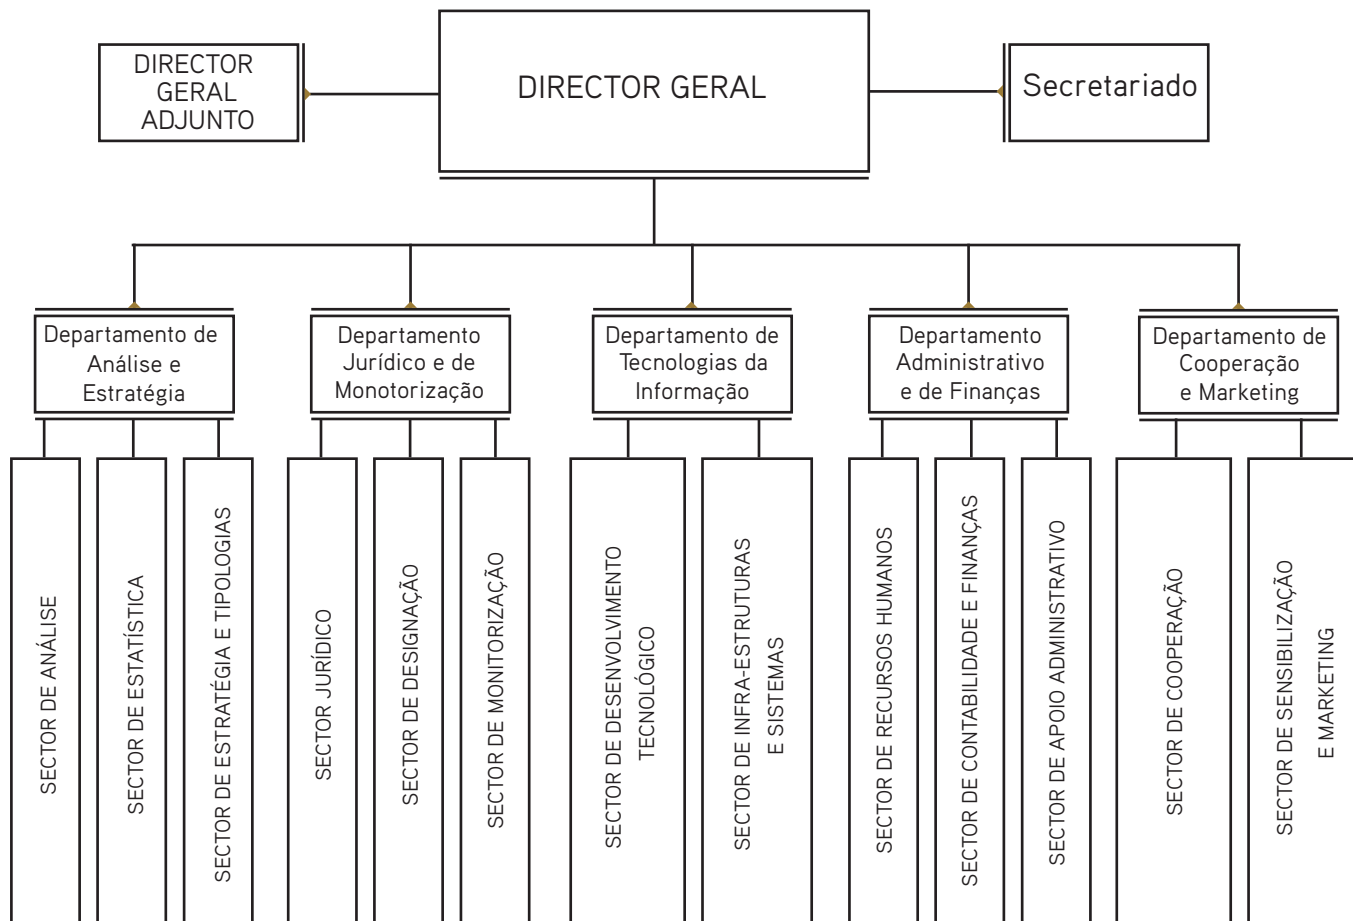 DIRECTOR
GERAL
ADJUNTO
DIRECTOR GERAL
Secretariado
Departamento de
Análise e
Estratégia
Departamento
Jurídico e de
Monotorização
Departamento de
Tecnologias da
Informação
Departamento
Administrativo
e de Finanças
Departamento de
Cooperação
e Marketing
SECTOR DE ANÁLISE
SECTOR DE ESTATÍSTICA
SECTOR DE ESTRATÉGIA E TIPOLOGIAS
SECTOR JURÍDICO
SECTOR DE DESIGNAÇÃO
SECTOR DE MONITORIZAÇÃO
SECTOR DE DESENVOLVIMENTO
TECNOLÓGICO
SECTOR DE INFRA-ESTRUTURAS
E SISTEMAS
SECTOR DE RECURSOS HUMANOS
SECTOR DE CONTABILIDADE E FINANÇAS
SECTOR DE APOIO ADMINISTRATIVO
SECTOR DE COOPERAÇÃO
SECTOR DE SENSIBILIZAÇÃO
E MARKETING